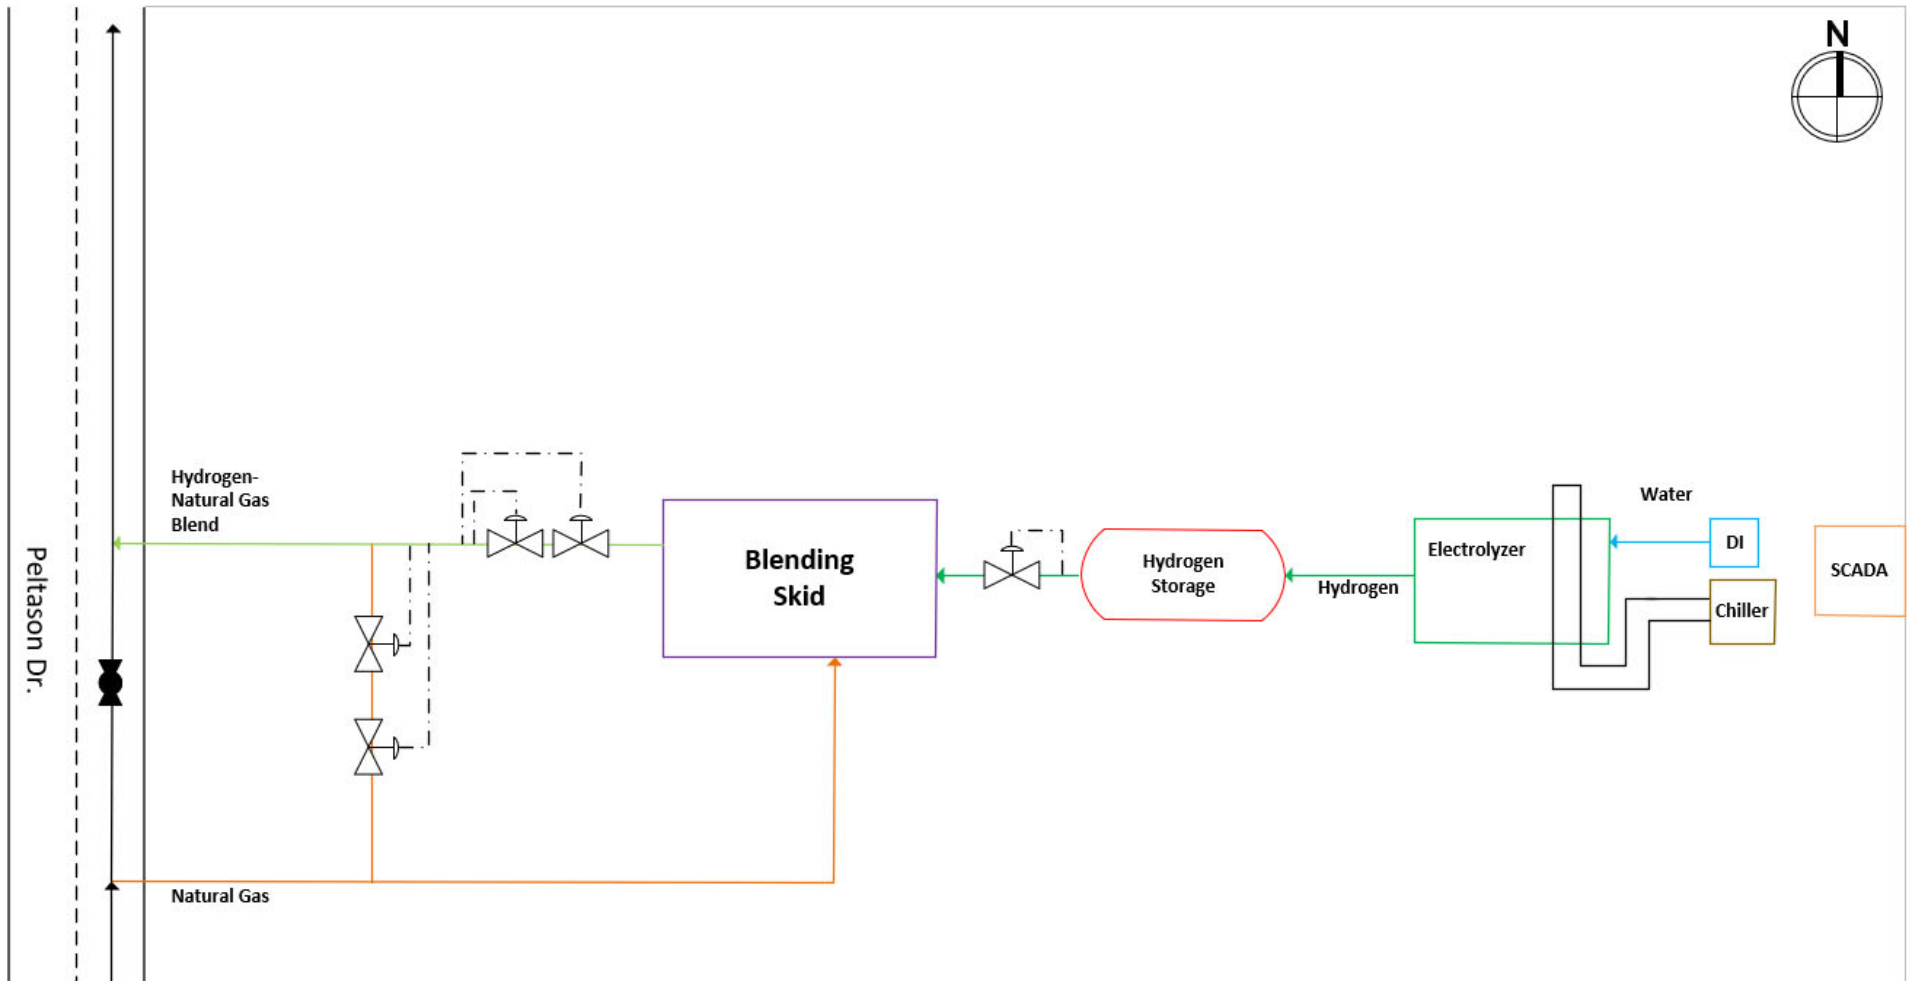 N
Hydrogen-
Natural Gas
Blend
Peltason Dr.
Blending
Skid
Hydrogen
Storage
Hydrogen
Electrolyzer
Water
DI
Chiller
SCADA
Natural Gas